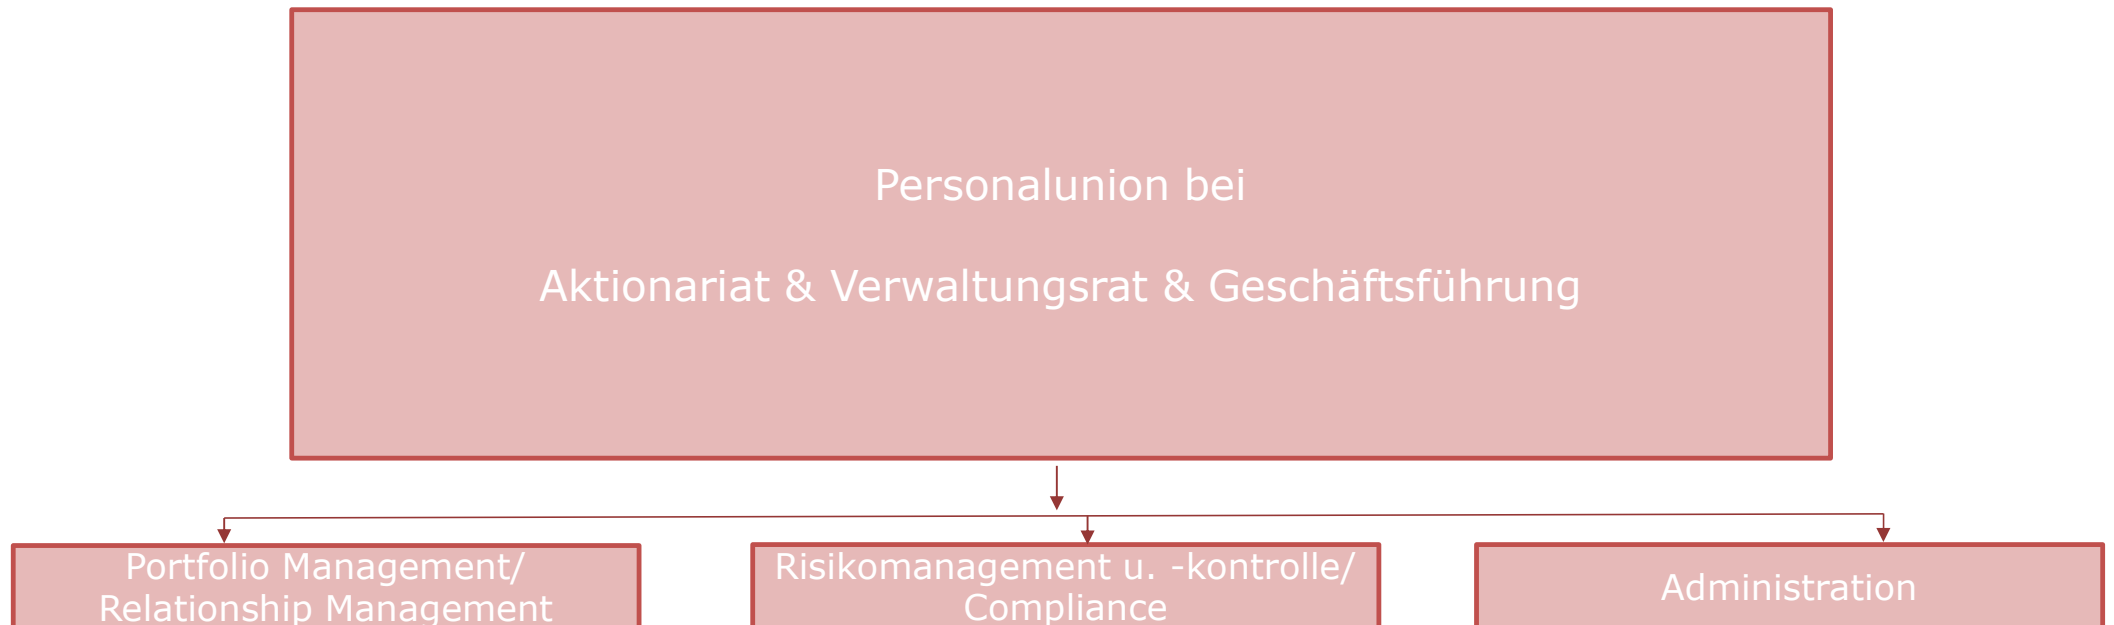 Personalunion bei
Aktionariat & Verwaltungsrat & Geschäftsführung
Portfolio Management/
Relationship Management
Risikomanagement u. -kontrolle/
Compliance
Administration